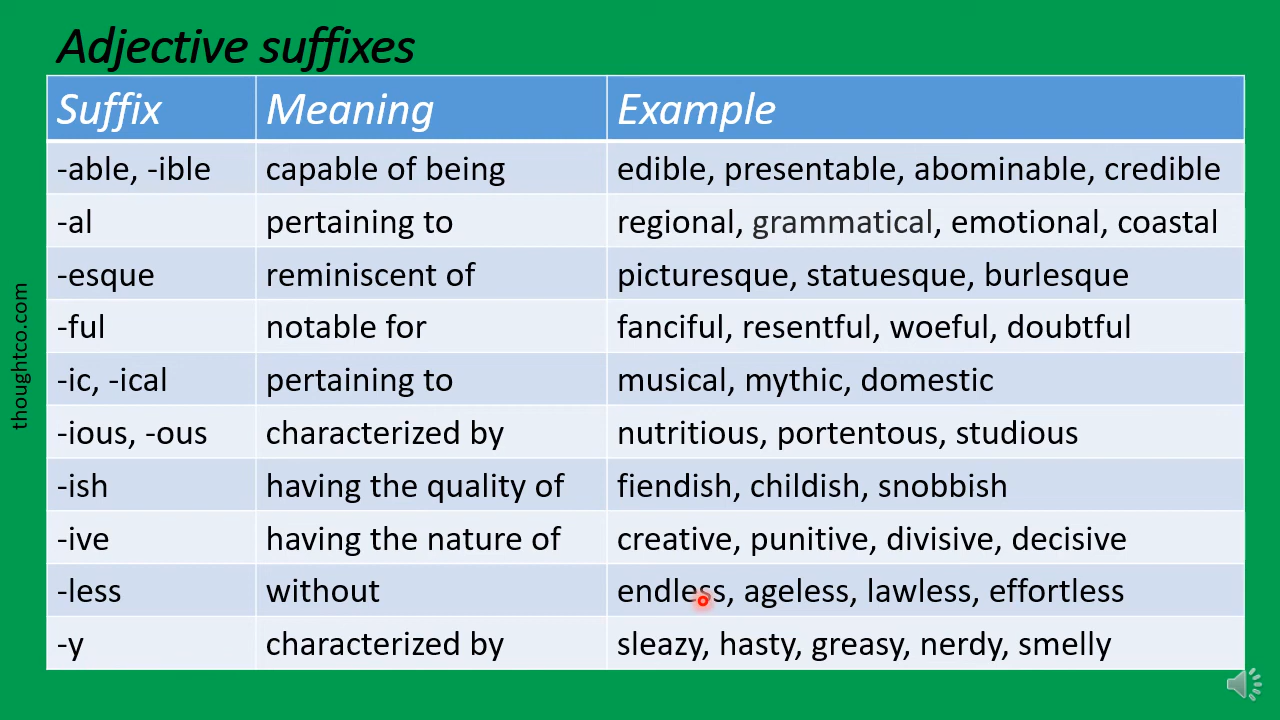 Adjective suffixes
Suffix Meaning Example
-able, -ible capable of being edible, presentable, abominable, credible
-al pertaining to regional, grammatical, emotional, coastal
-esque reminiscent of picturesque, statuesque, burlesque
-ful notable for fanciful, resentful, woeful, doubtful
-ic, -ical pertaining to musical, mythic, domestic
-ious, -ous characterized by nutritious, portentous, studious
-ish having the quality of fiendish, childish, snobbish
-ive having the nature of creative, punitive, divisive, decisive
-less without endless, ageless, lawless, effortless
-y characterized by sleazy, hasty, greasy, nerdy, smelly
thoughtco.com